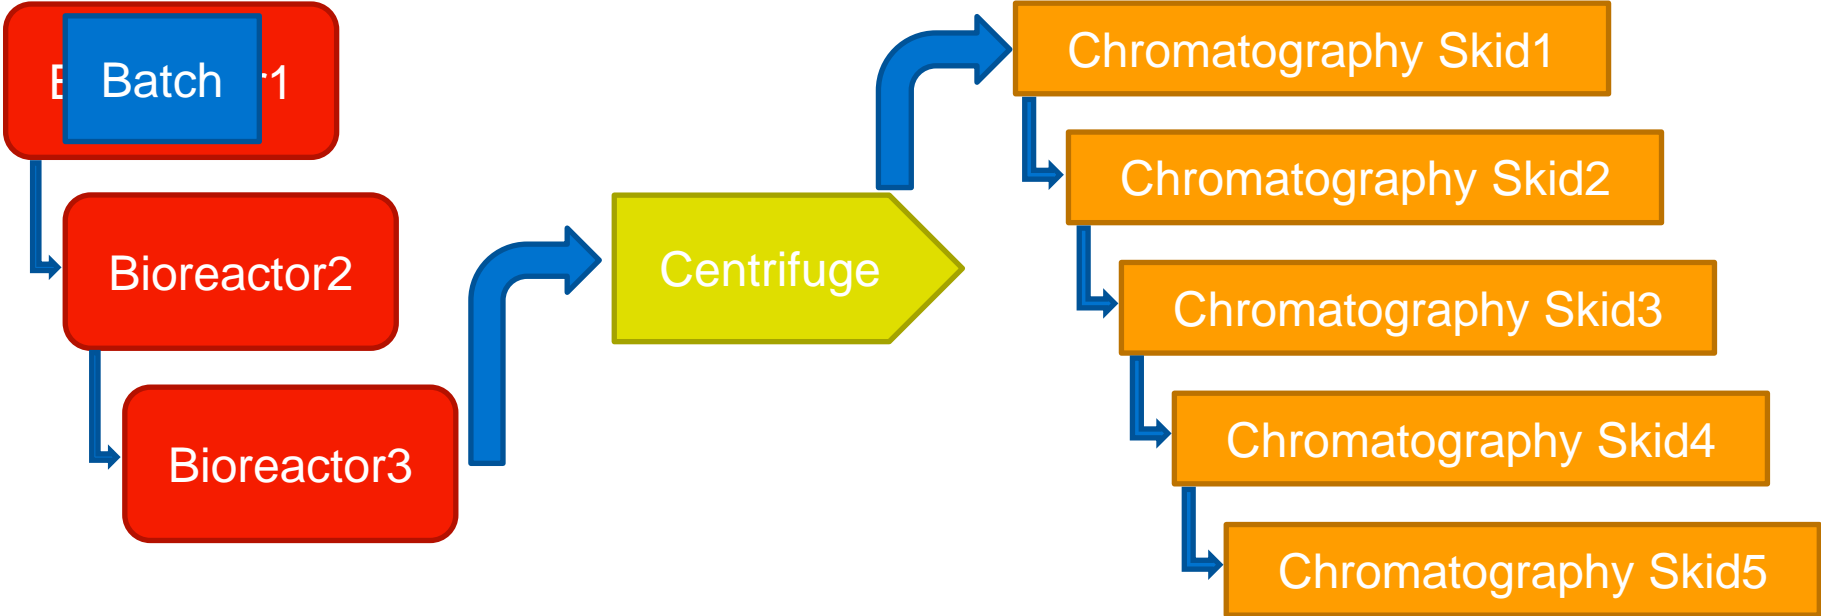 Batch
Bioreactor2
Bioreactor3
Centrifuge
Chromatography Skid1
Chromatography Skid2
Chromatography Skid3
Chromatography Skid4
Chromatography Skid5